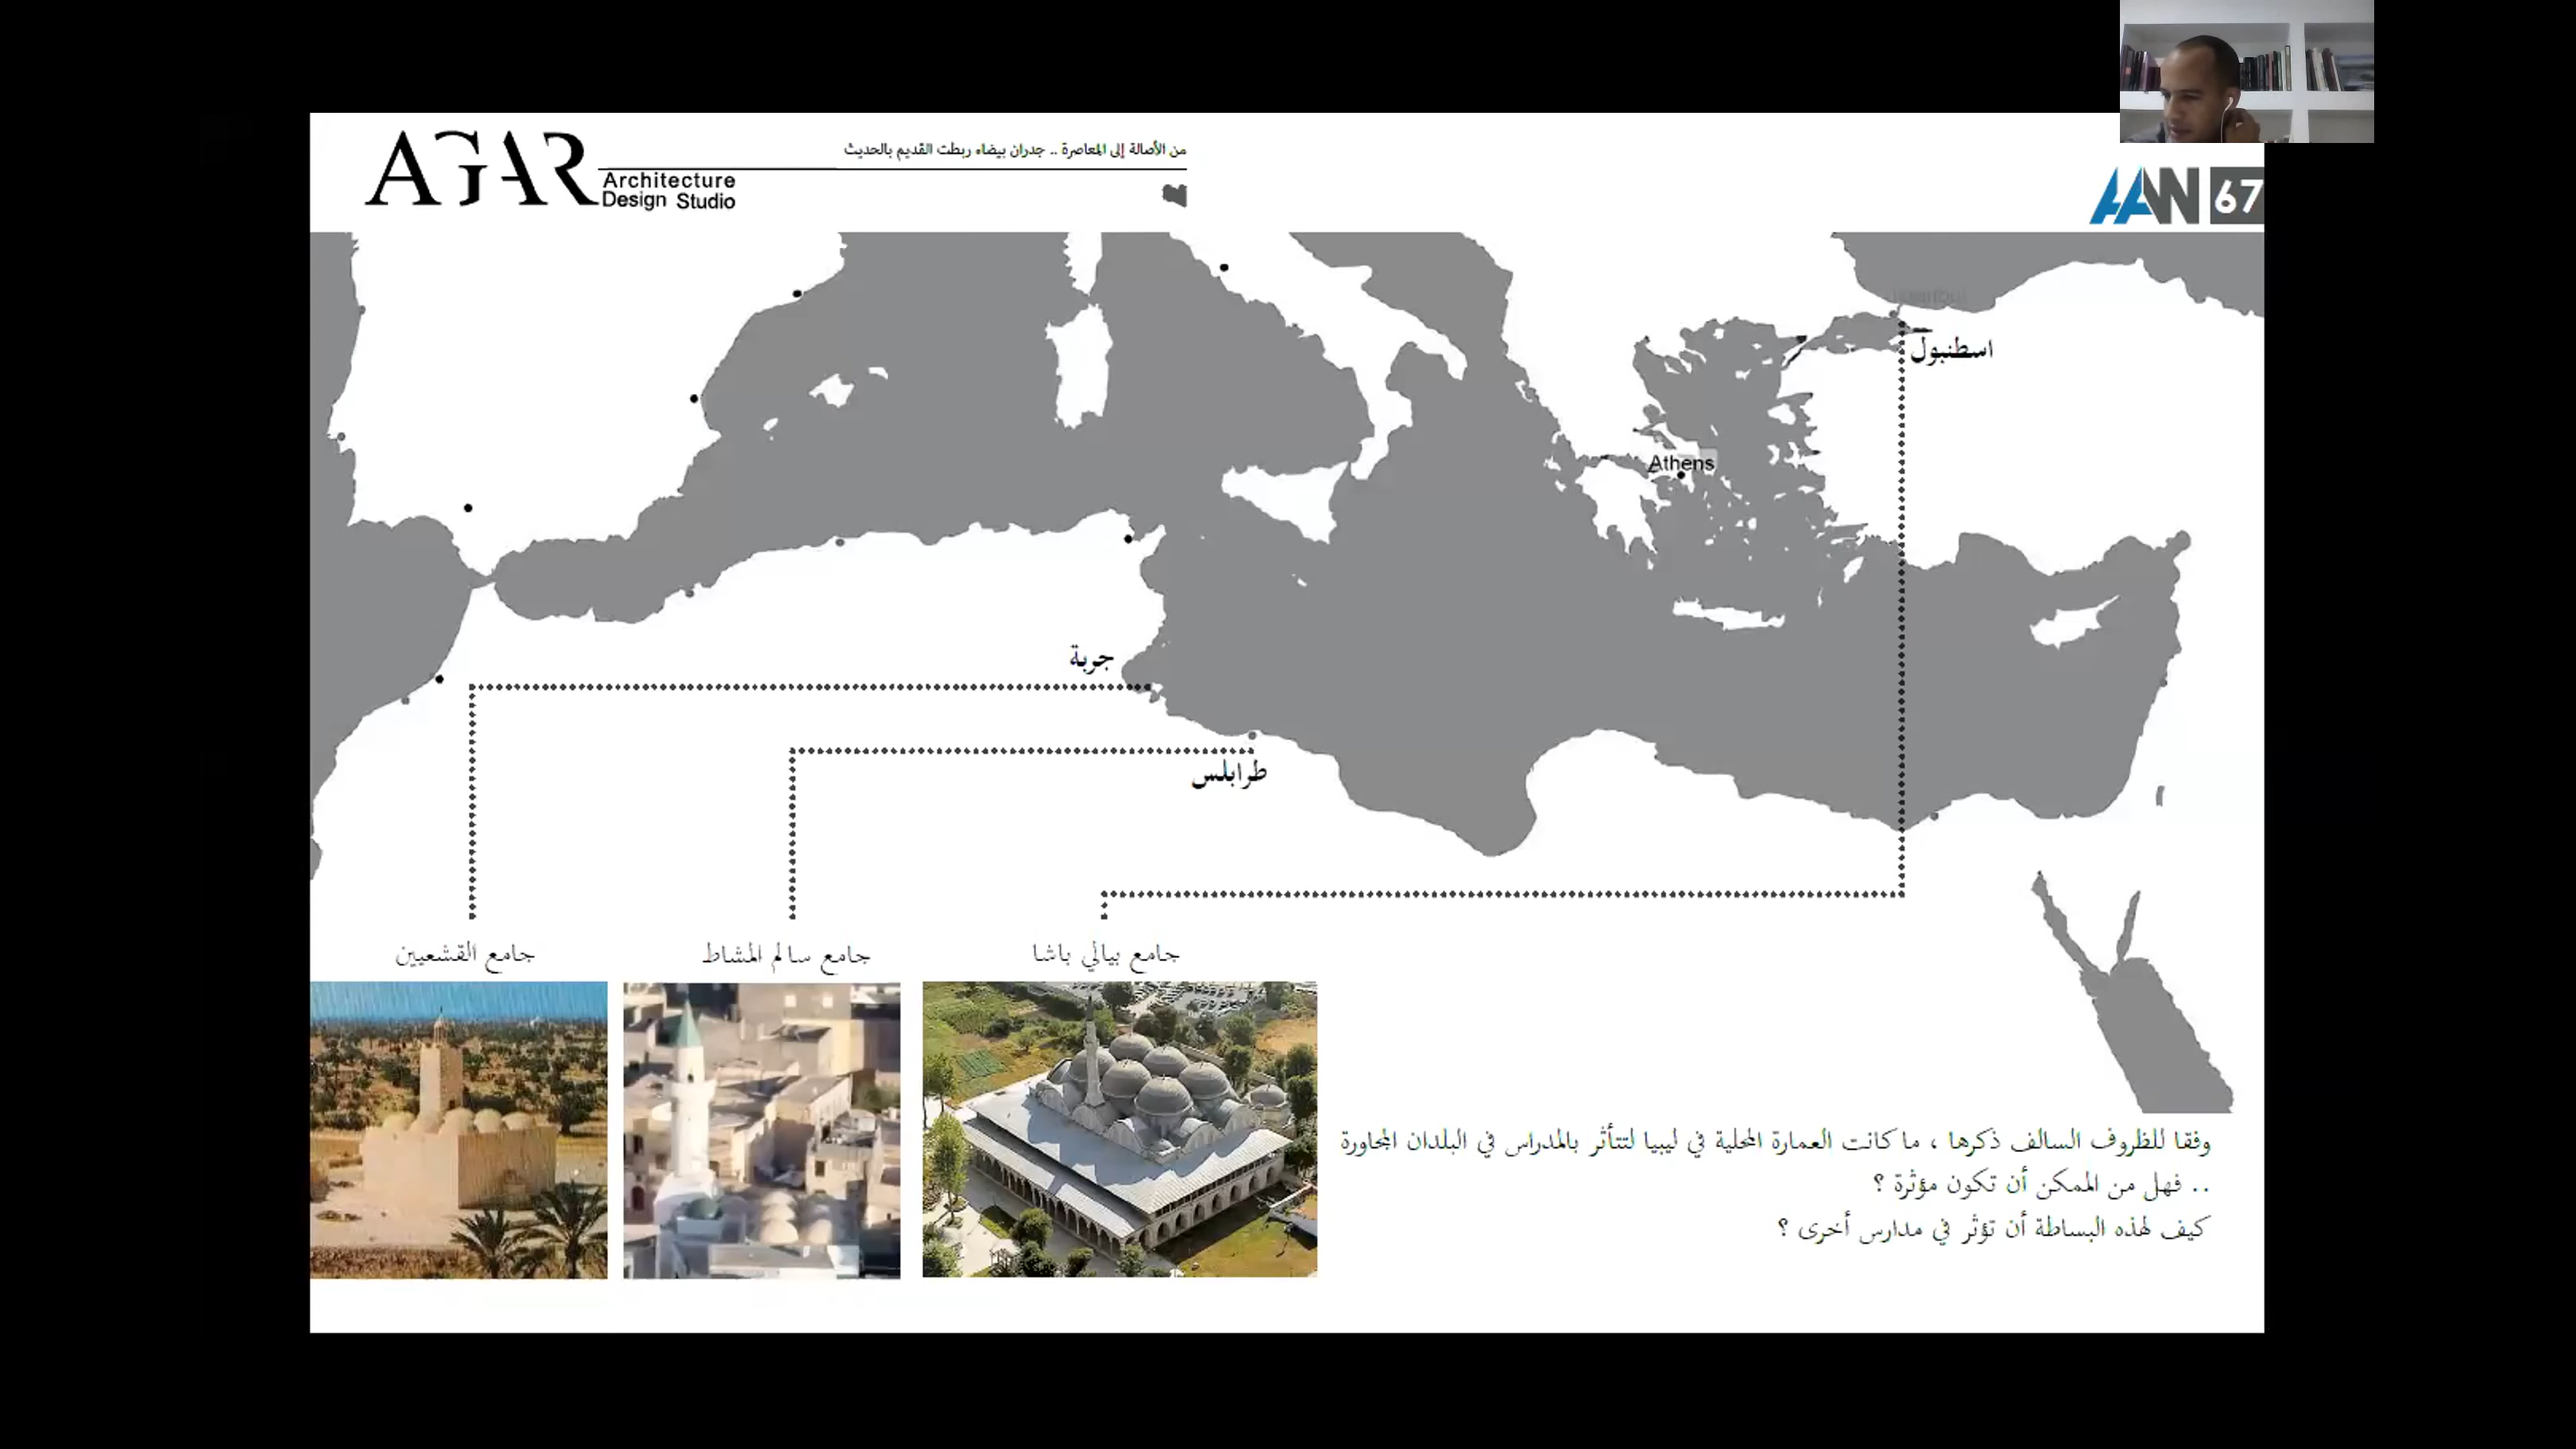 AGAR
Architecture
Design Studio
من الأصالة إلى المعاصرة .. جدران بيضاء ربطت القديم بالحديث
AAN 67
اسطنبول
Athens
جربة
طرابلس
جامع القشعيين
جامع سالم المشاط
جامع بيالي باشا
وفقا للظروف السالف ذكرها ، ما كانت العمارة المحلية في ليبيا لتتأثر بالمدراس في البلدان المجاورة
.. فهل من الممكن أن تكون مؤثرة ؟
كيف لهذه البساطة أن تؤثر في مدارس أخرى ؟